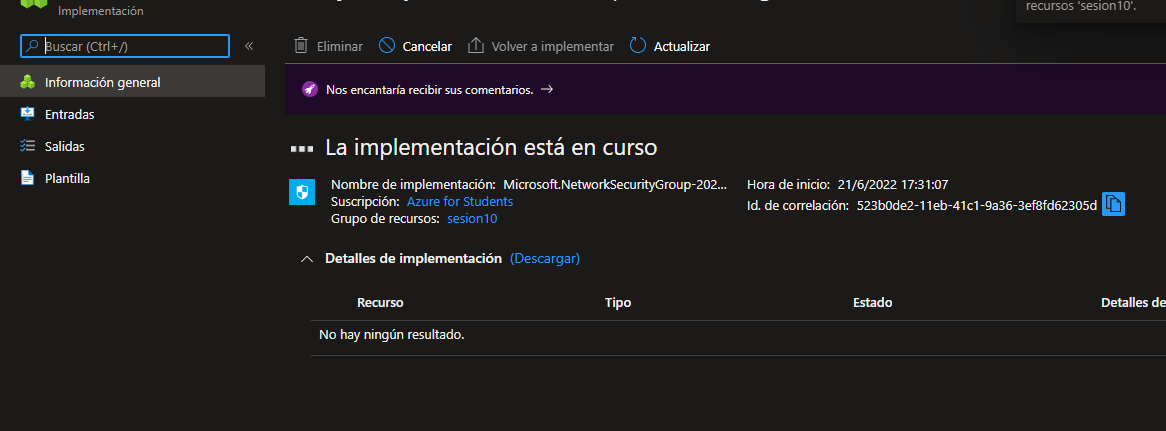 Implementación
recursos 'sesion10'.
Buscar (Ctrl+/)
«
Eliminar
Cancelar
Volver a implementar
Actualizar
Información general
Entradas
Salidas
Plantilla
Nos encantaría recibir sus comentarios. →
La implementación está en curso
Nombre de implementación: Microsoft.NetworkSecurityGroup-202...
Suscripción: Azure for Students
Grupo de recursos: sesion10
Hora de inicio: 21/6/2022 17:31:07
Id. de correlación: 523b0de2-11eb-41c1-9a36-3ef8fd62305d
Detalles de implementación (Descargar)
Recurso Tipo Estado Detalles de
No hay ningún resultado.